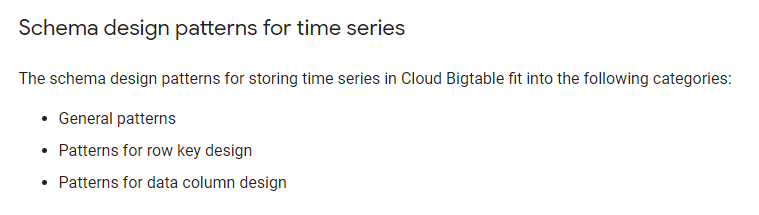 Schema design patterns for time series
The schema design patterns for storing time series in Cloud Bigtable fit into the following categories:
• General patterns
• Patterns for row key design
• Patterns for data column design